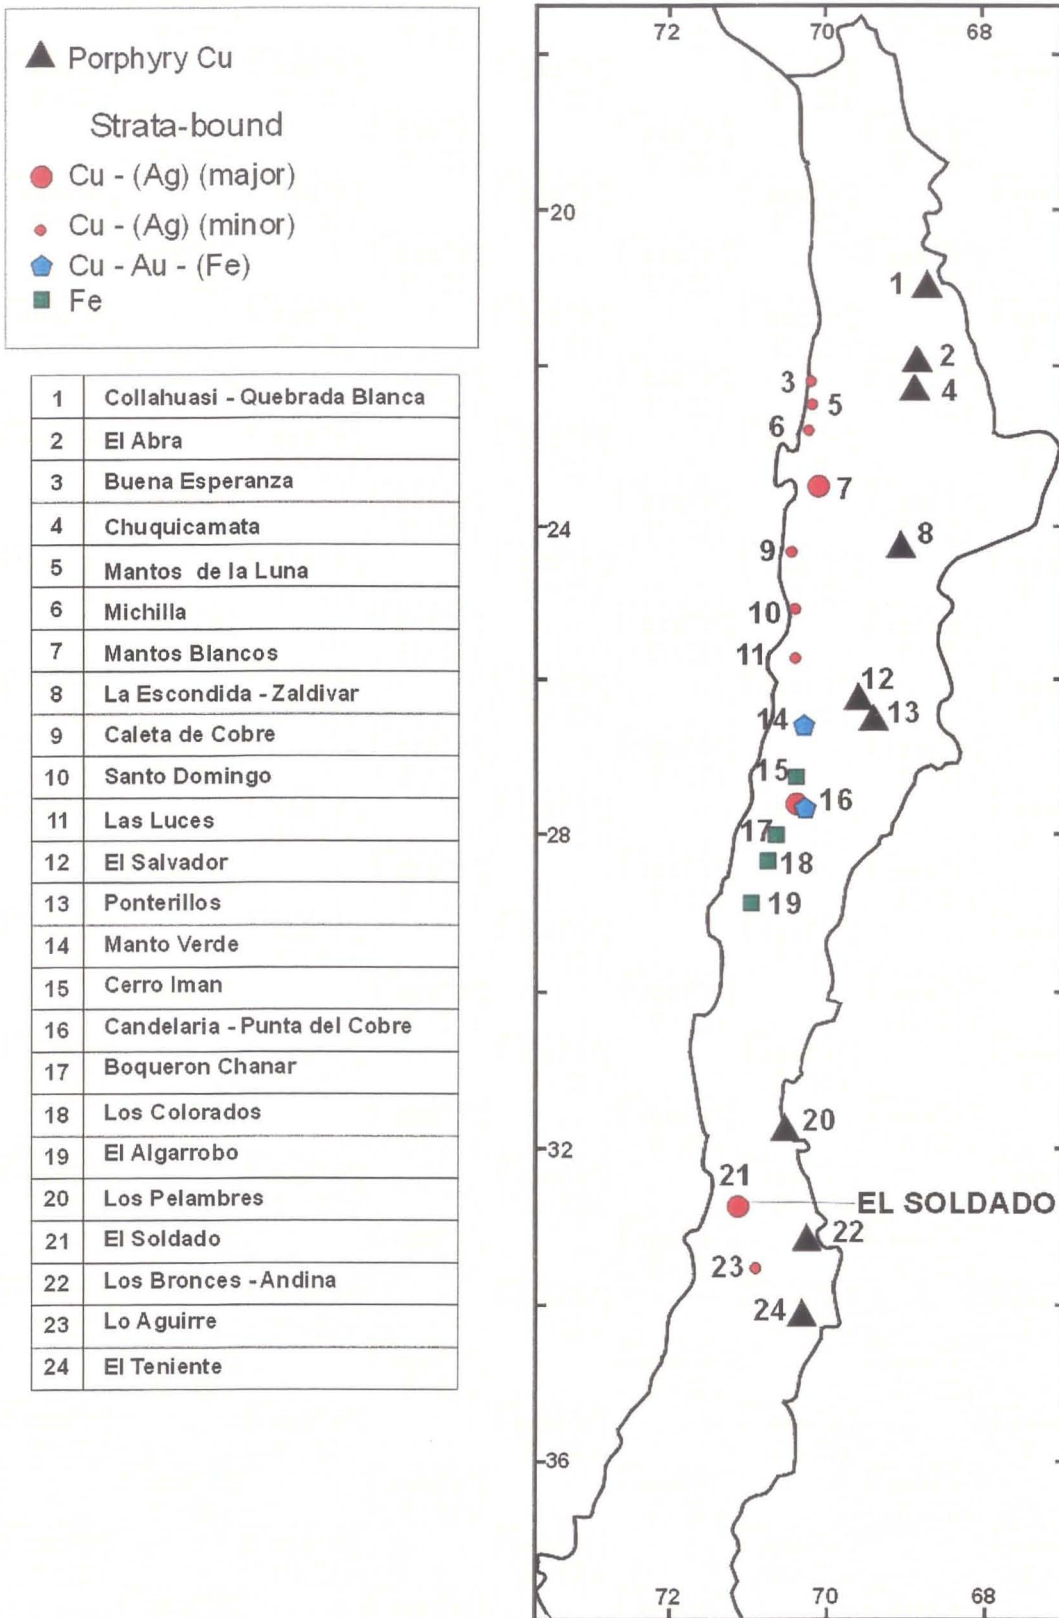 Porphyry Cu
Strata-bound
Cu - (Ag) (major)
Cu - (Ag) (minor)
Cu - Au - (Fe)
Fe
1 Collahuasi - Quebrada Blanca
2 El Abra
3 Buena Esperanza
4 Chuquicamata
5 Mantos de la Luna
6 Michilla
7 Mantos Blancos
8 La Escondida - Zaldivar
9 Caleta de Cobre
10 Santo Domingo
11 Las Luces
12 El Salvador
13 Ponterillos
14 Manto Verde
15 Cerro Iman
16 Candelaria - Punta del Cobre
17 Boqueron Chanar
18 Los Colorados
19 El Algarrobo
20 Los Pelambres
21 El Soldado
22 Los Bronces - Andina
23 Lo Aguirre
24 El Teniente
72 70 68
20
1
2
3
4
5
6
7
24
8
9
10
11
12
13
14
15
16
28
17
18
19
20
32
21
EL SOLDADO
22
23
24
36
72 70 68